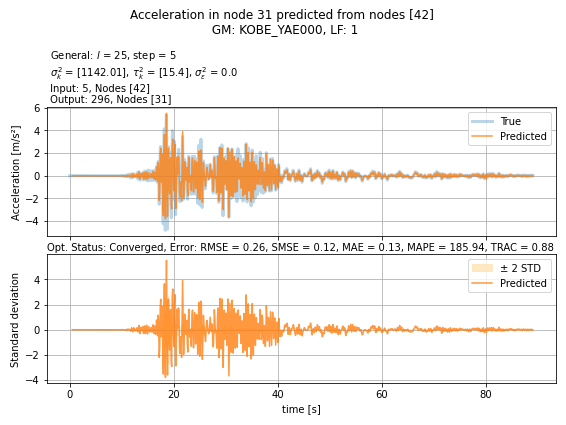 Acceleration in node 31 predicted from nodes [42]
GM: KOBE_YAE000, LF: 1
General: l = 25, step = 5
σ²ₖ = [1142.01], τ²ₖ = [15.4], σ²ε = 0.0
Input: 5, Nodes [42]
Output: 296, Nodes [31]
Acceleration [m/s²]
6
4
2
0
−2
−4
True
Predicted
Opt. Status: Converged, Error: RMSE = 0.26, SMSE = 0.12, MAE = 0.13, MAPE = 185.94, TRAC = 0.88
Standard deviation
4
2
0
−2
−4
± 2 STD
Predicted
0 20 40 60 80
time [s]